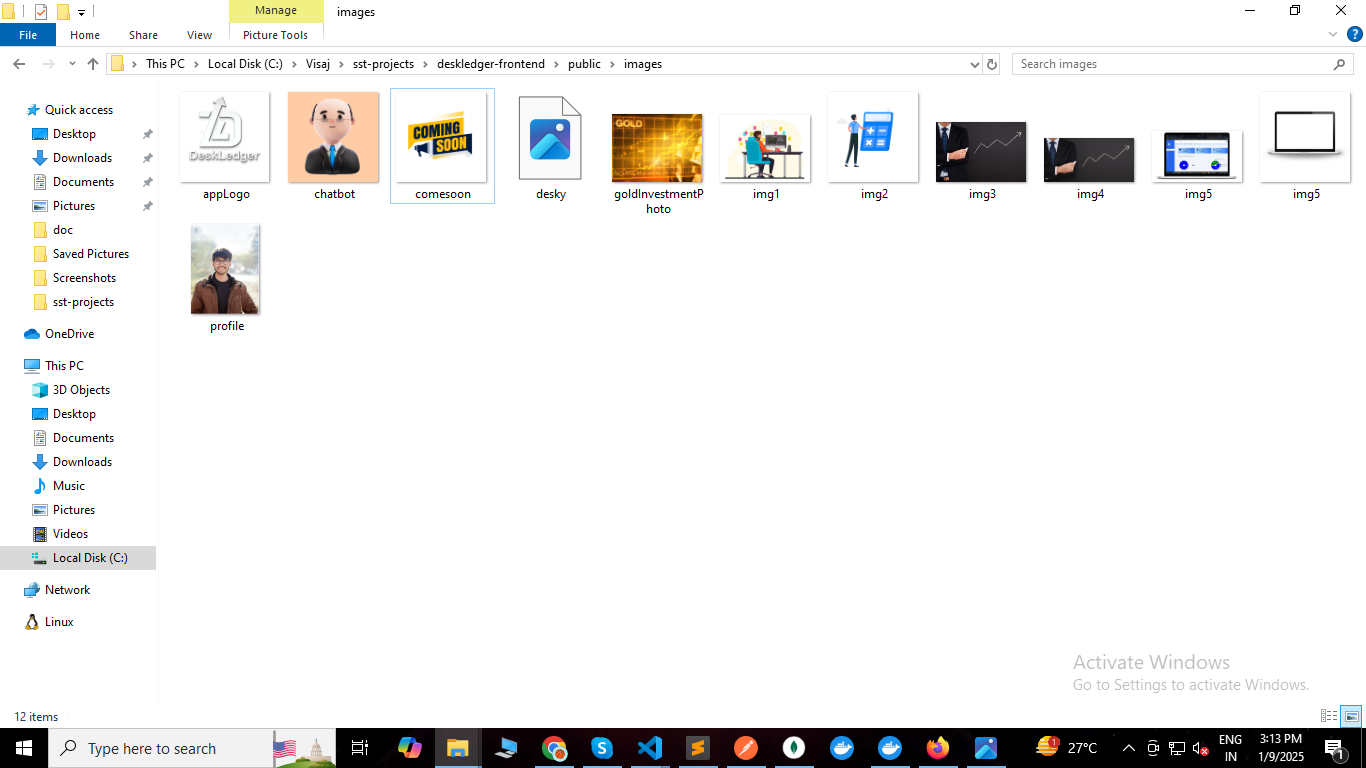 Manage
images
File
Home
Share
View
Picture Tools
This PC
Local Disk (C:)
Visaj
sst-projects
deskledger-frontend
public
images
Search images
Quick access
Desktop
Downloads
Documents
Pictures
doc
Saved Pictures
Screenshots
sst-projects
OneDrive
This PC
3D Objects
Desktop
Documents
Downloads
Music
Pictures
Videos
Local Disk (C:)
Network
Linux
DeskLedger
COMING
SOON
GOLD
appLogo
chatbot
comesoon
desky
goldInvestmentP
hoto
img1
img2
img3
img4
img5
img5
profile
Activate Windows
Go to Settings to activate Windows.
12 items
Type here to search
27°C
ENG
IN
3:13 PM
1/9/2025